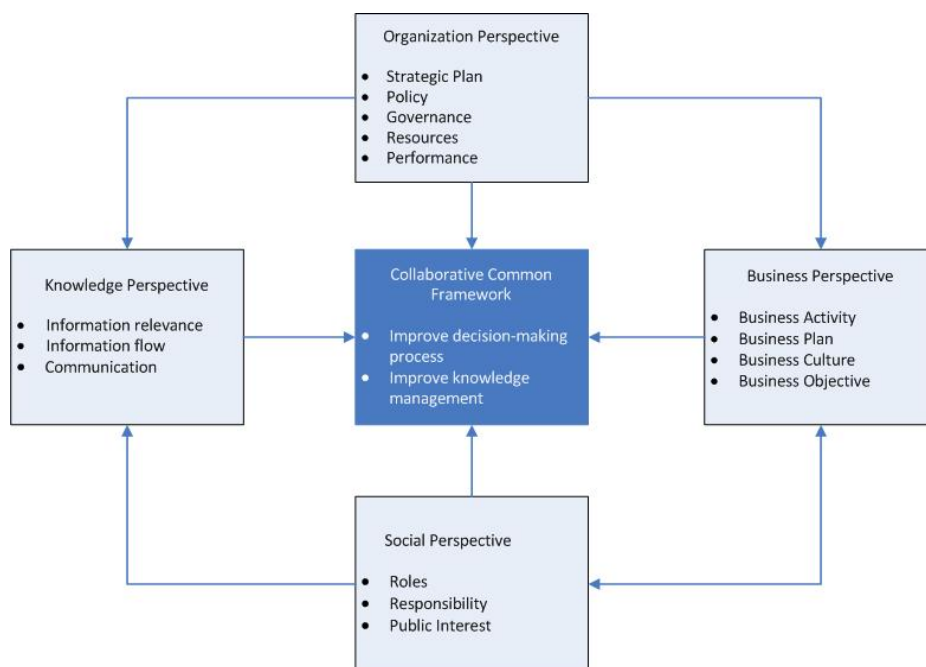 Organization Perspective
● Strategic Plan
● Policy
● Governance
● Resources
● Performance
Knowledge Perspective
● Information relevance
● Information flow
● Communication
Collaborative Common
Framework
● Improve decision-making
process
● Improve knowledge
management
Business Perspective
● Business Activity
● Business Plan
● Business Culture
● Business Objective
Social Perspective
● Roles
● Responsibility
● Public Interest